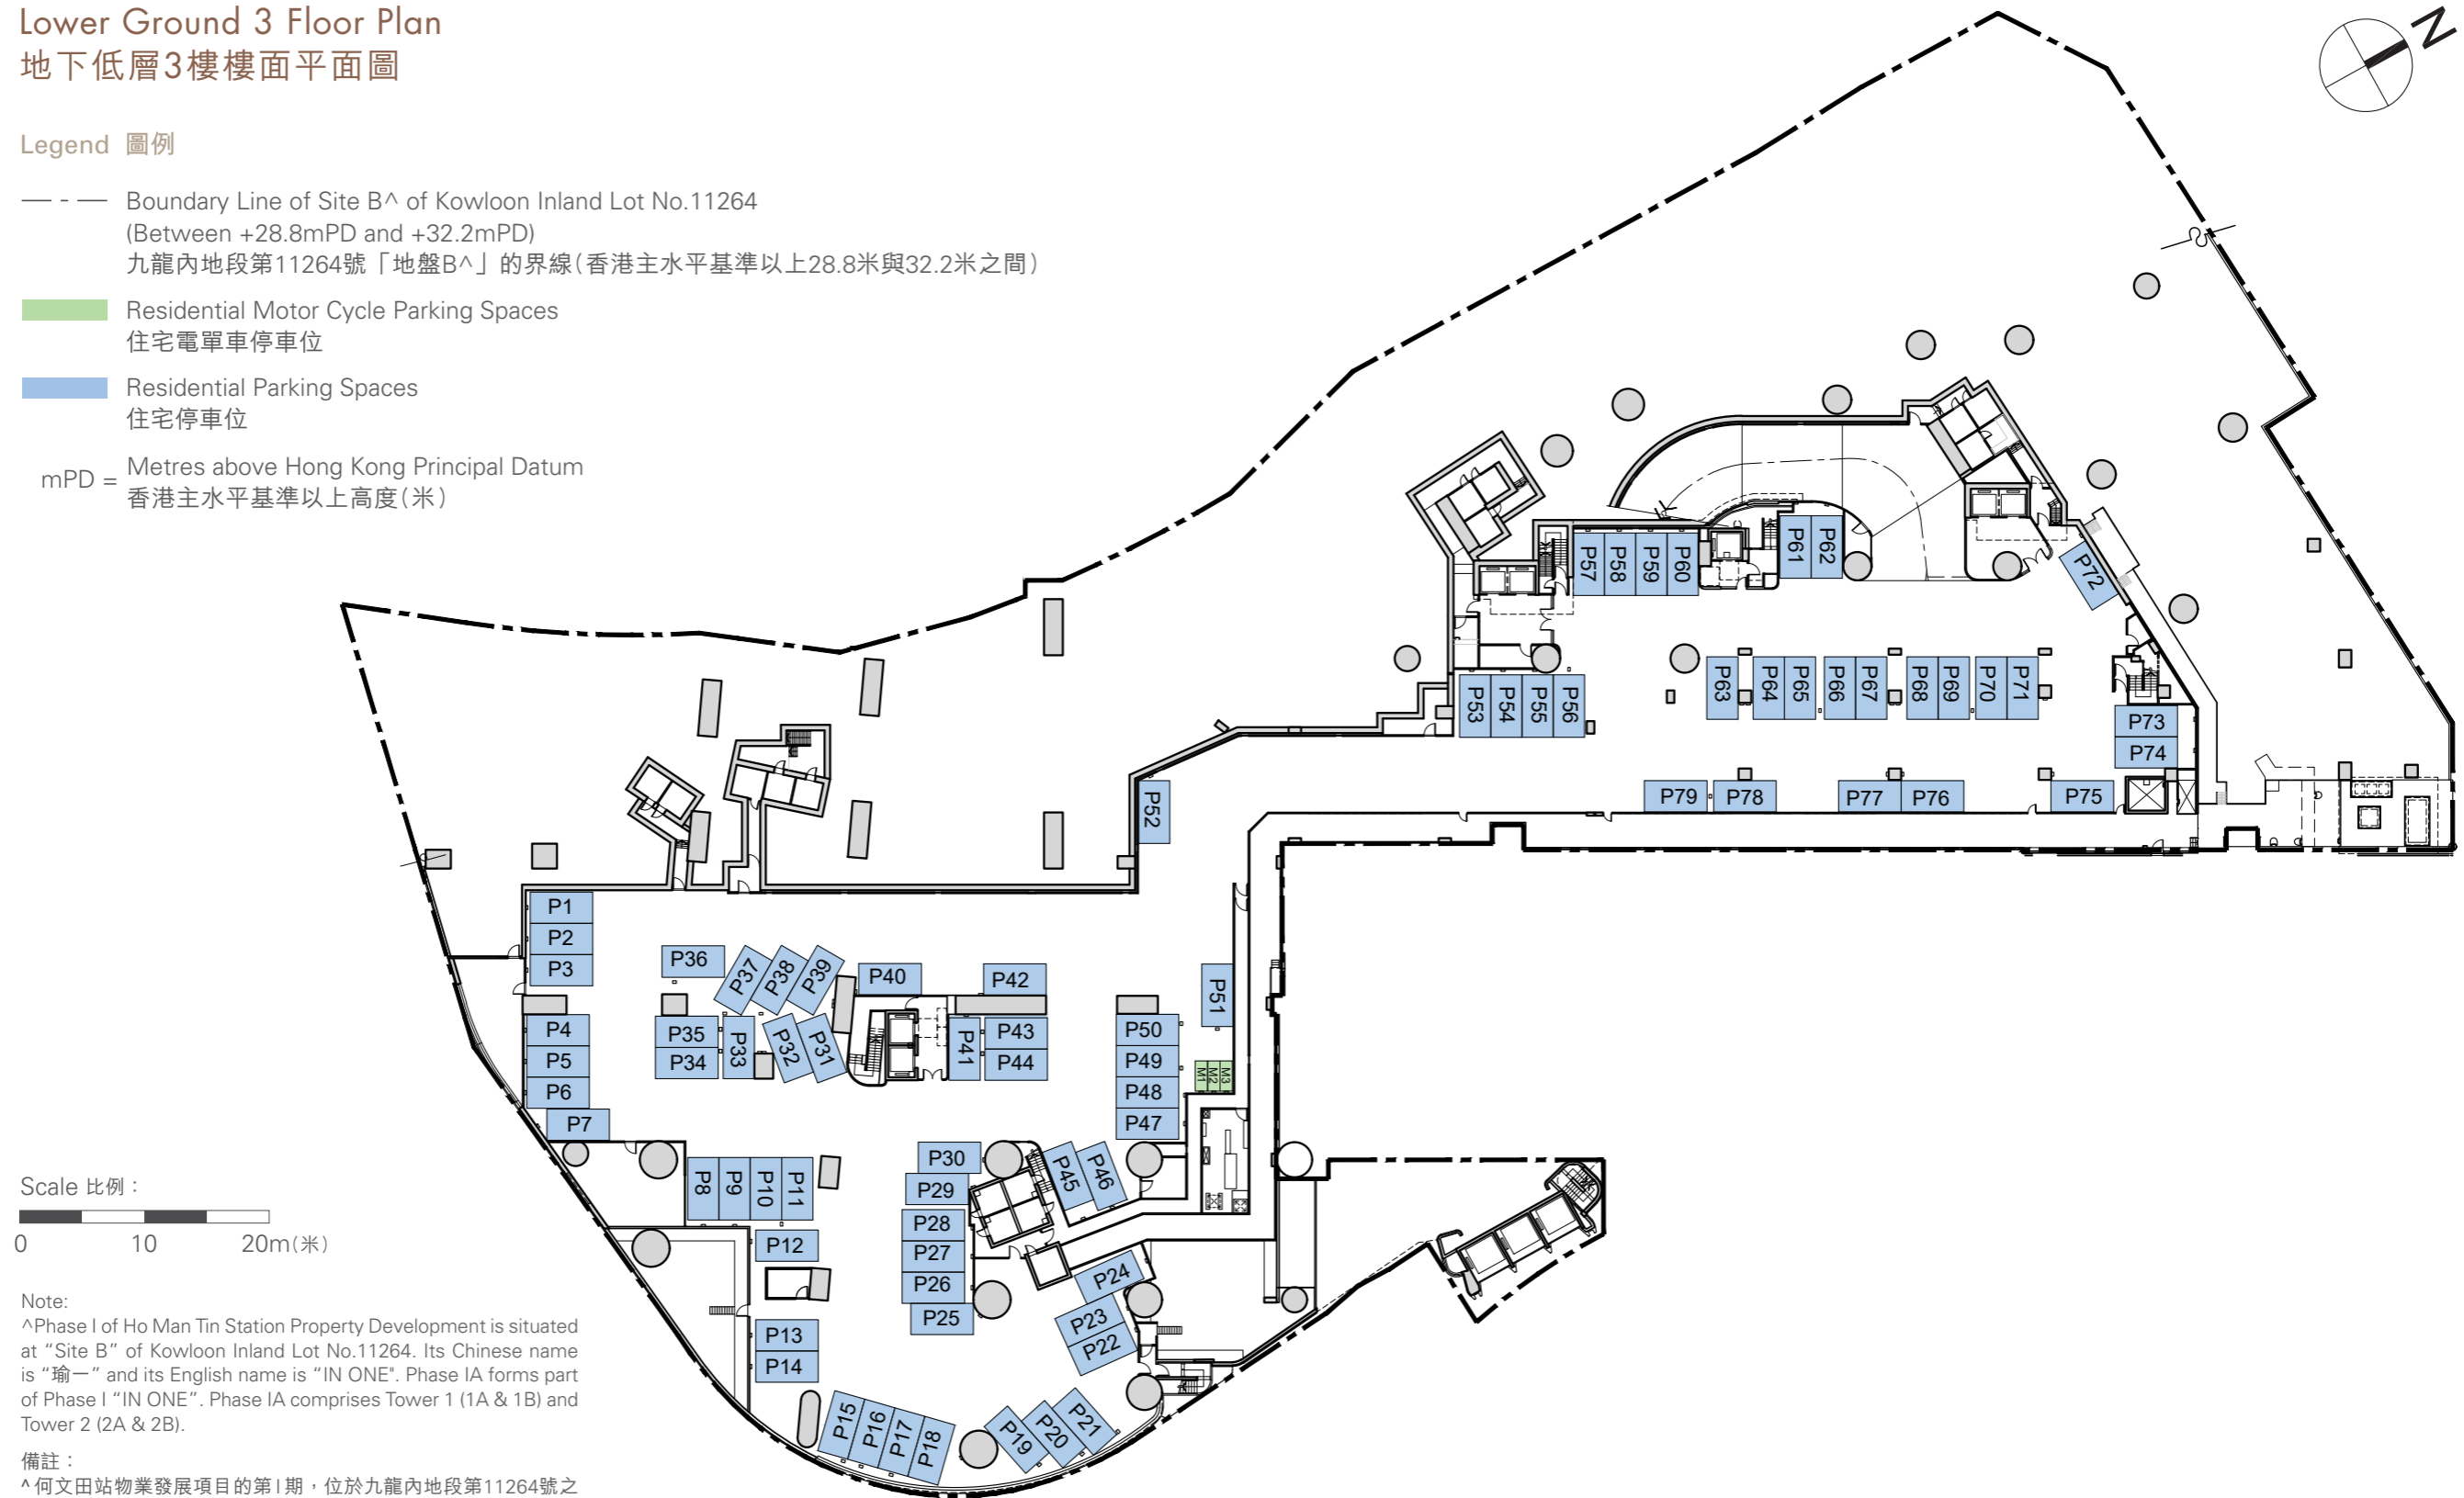 Lower Ground 3 Floor Plan
地下低層3樓樓面平面圖
N
Legend 圖例
Boundary Line of Site B^ of Kowloon Inland Lot No.11264
(Between +28.8mPD and +32.2mPD)
九龍內地段第11264號「地盤B^」的界線(香港主水平基準以上28.8米與32.2米之間)
Residential Motor Cycle Parking Spaces
住宅電單車停車位
Residential Parking Spaces
住宅停車位
mPD = Metres above Hong Kong Principal Datum
香港主水平基準以上高度(米)
P57 P58 P59 P60 P61 P62 P72
P63 P64 P65 P66 P67 P68 P69 P70 P71
P53 P54 P55 P56
P73
P74
P79 P78 P77 P76 P75
P52
P1
P2
P3
P36 P37 P38 P39 P40 P42 P51
P4 P35 P33 P32 P31 P41 P43 P50
P5 P34 P44 P49
P6 P48 M1 M2 M3
P7 P47
P30 P45 P46
P8 P9 P10 P11 P29
P28
P12 P27
P26 P24
P25 P23
P13 P22
P14
P15 P16 P17 P18 P19 P20 P21
Scale 比例：
0 10 20m(米)
Note:
^Phase I of Ho Man Tin Station Property Development is situated
at “Site B” of Kowloon Inland Lot No.11264. Its Chinese name
is “瑜一” and its English name is “IN ONE". Phase IA forms part
of Phase I “IN ONE”. Phase IA comprises Tower 1 (1A & 1B) and
Tower 2 (2A & 2B).
備註：
^何文田站物業發展項目的第I期，位於九龍內地段第11264號之